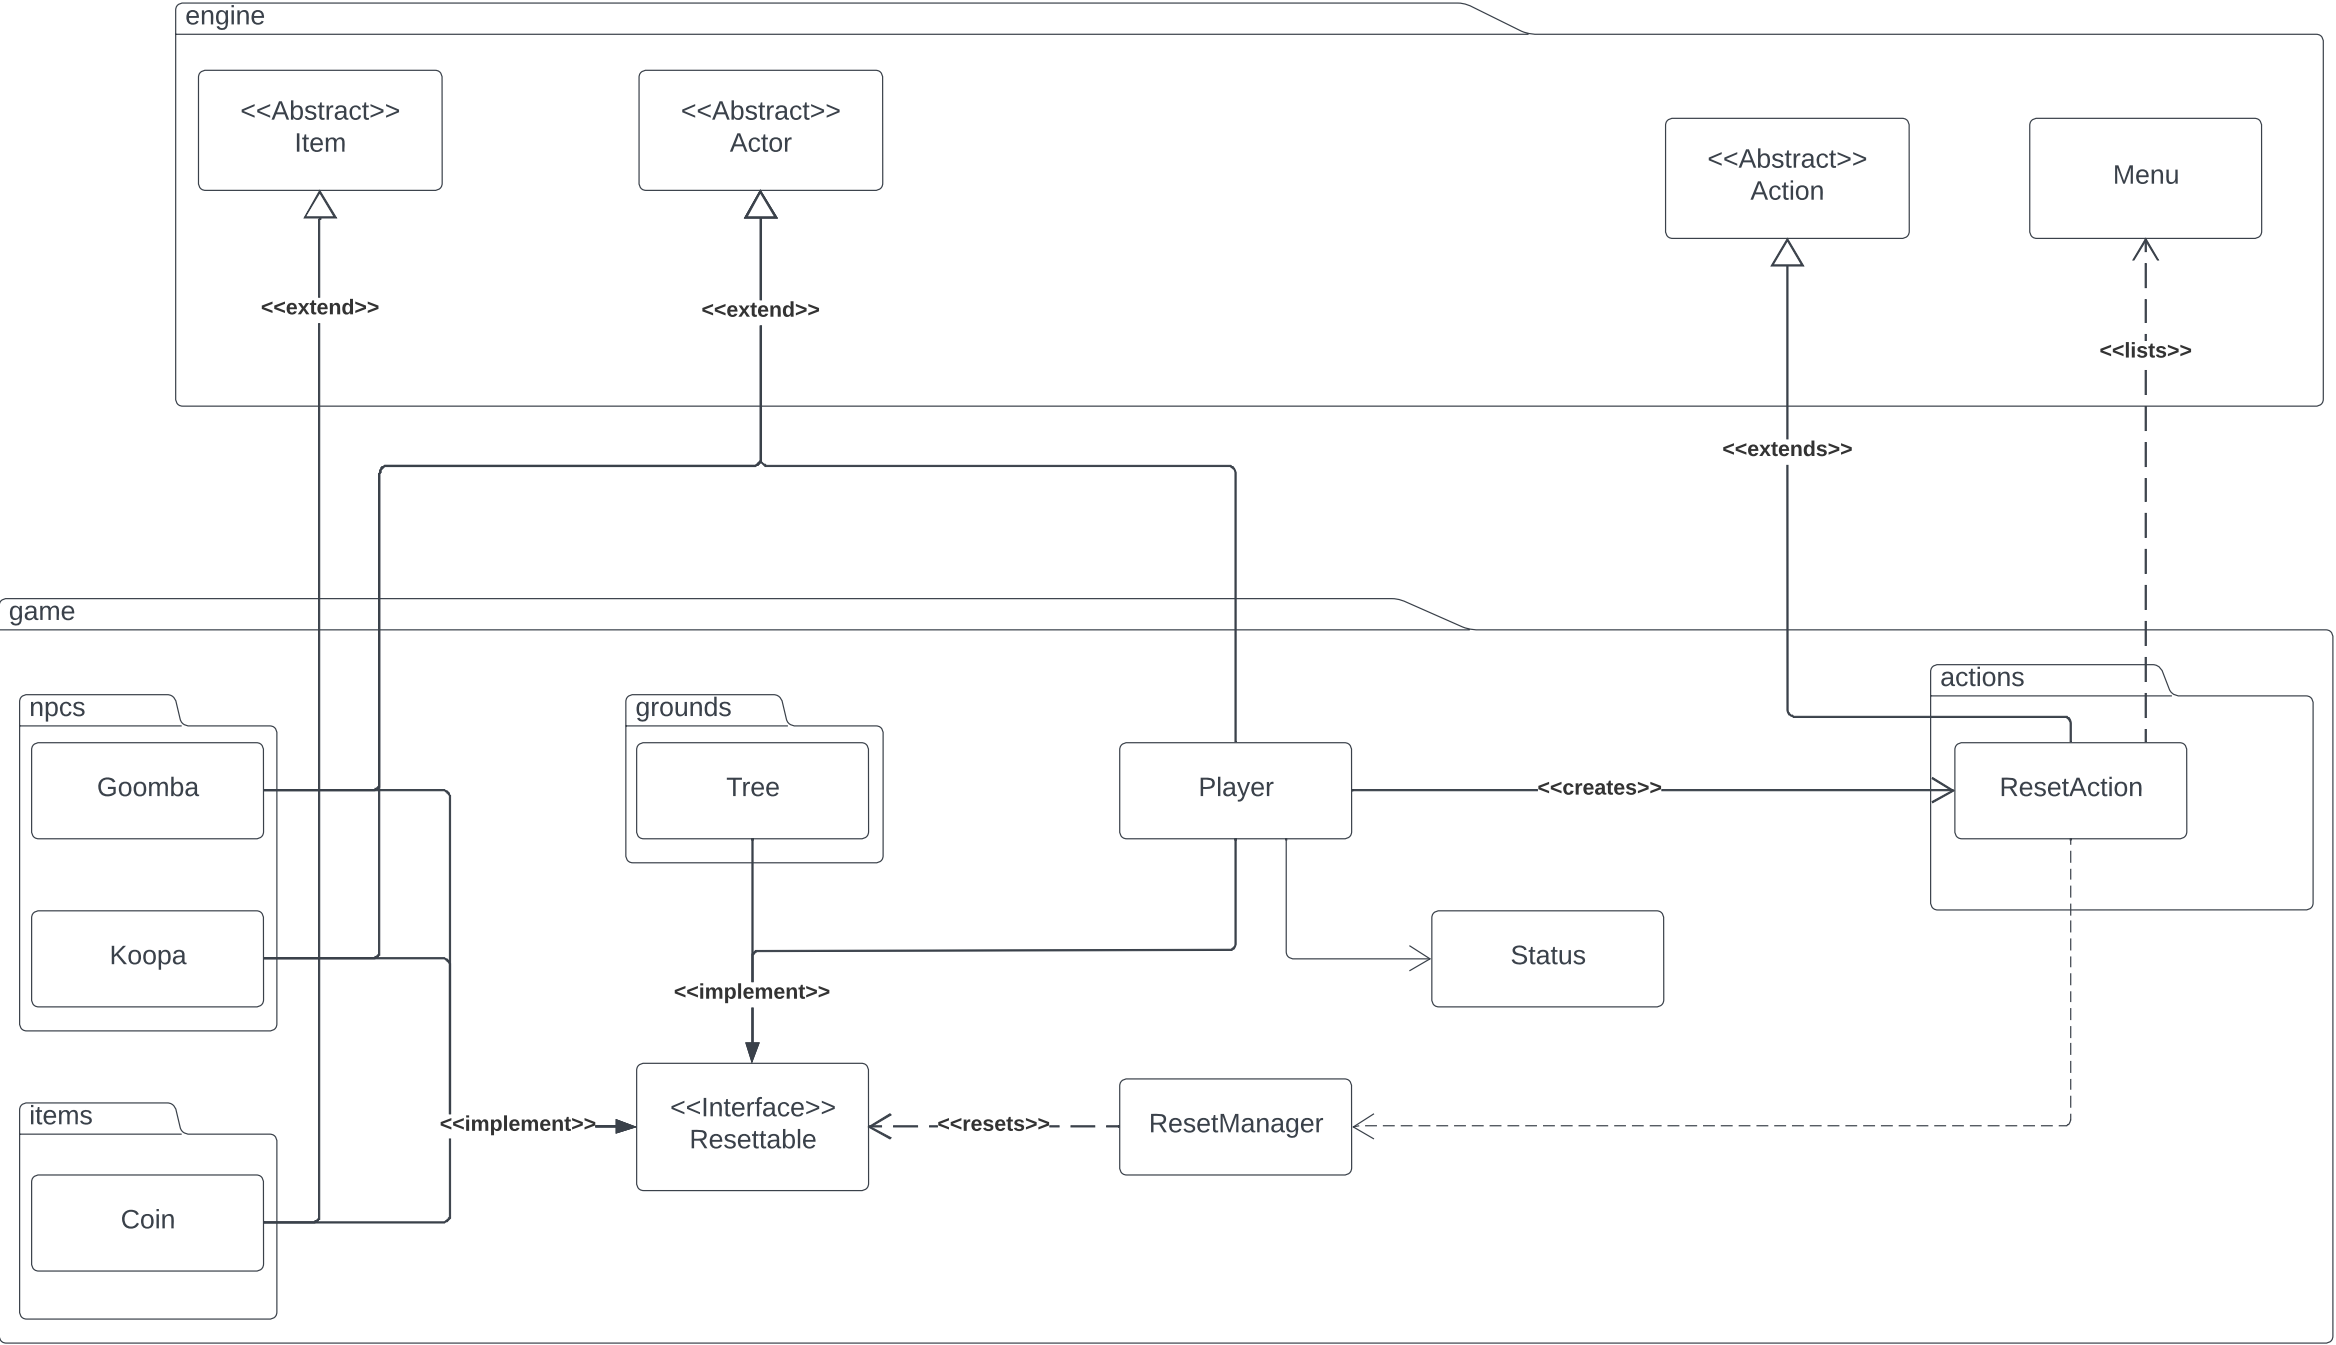 engine
<<Abstract>>
Item
<<Abstract>>
Actor
<<Abstract>>
Action
Menu
<<extend>>
<<extend>>
<<lists>>
<<extends>>
game
actions
npcs
grounds
Goomba
Tree
Player
<<creates>>
ResetAction
Koopa
Status
<<implement>>
items
<<implement>>
<<Interface>>
Resettable
<<resets>>
ResetManager
Coin